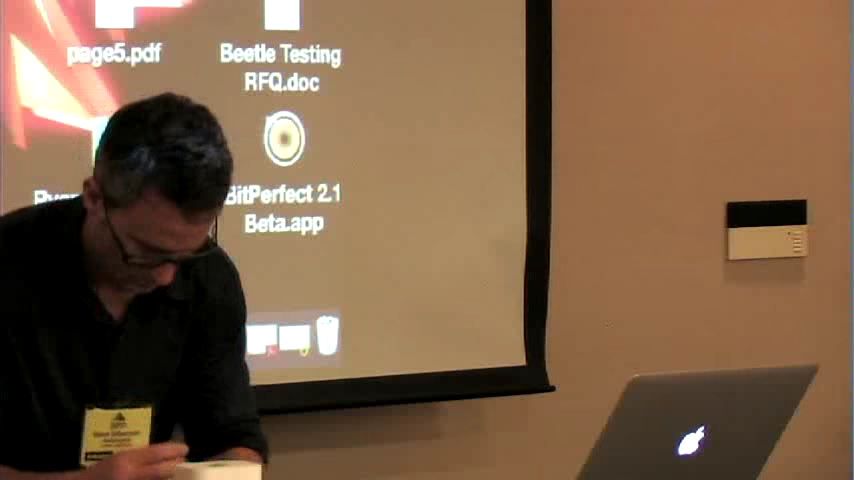 page5.pdf
Beetle Testing
RFQ.doc
BitPerfect 2.1
Beta.app